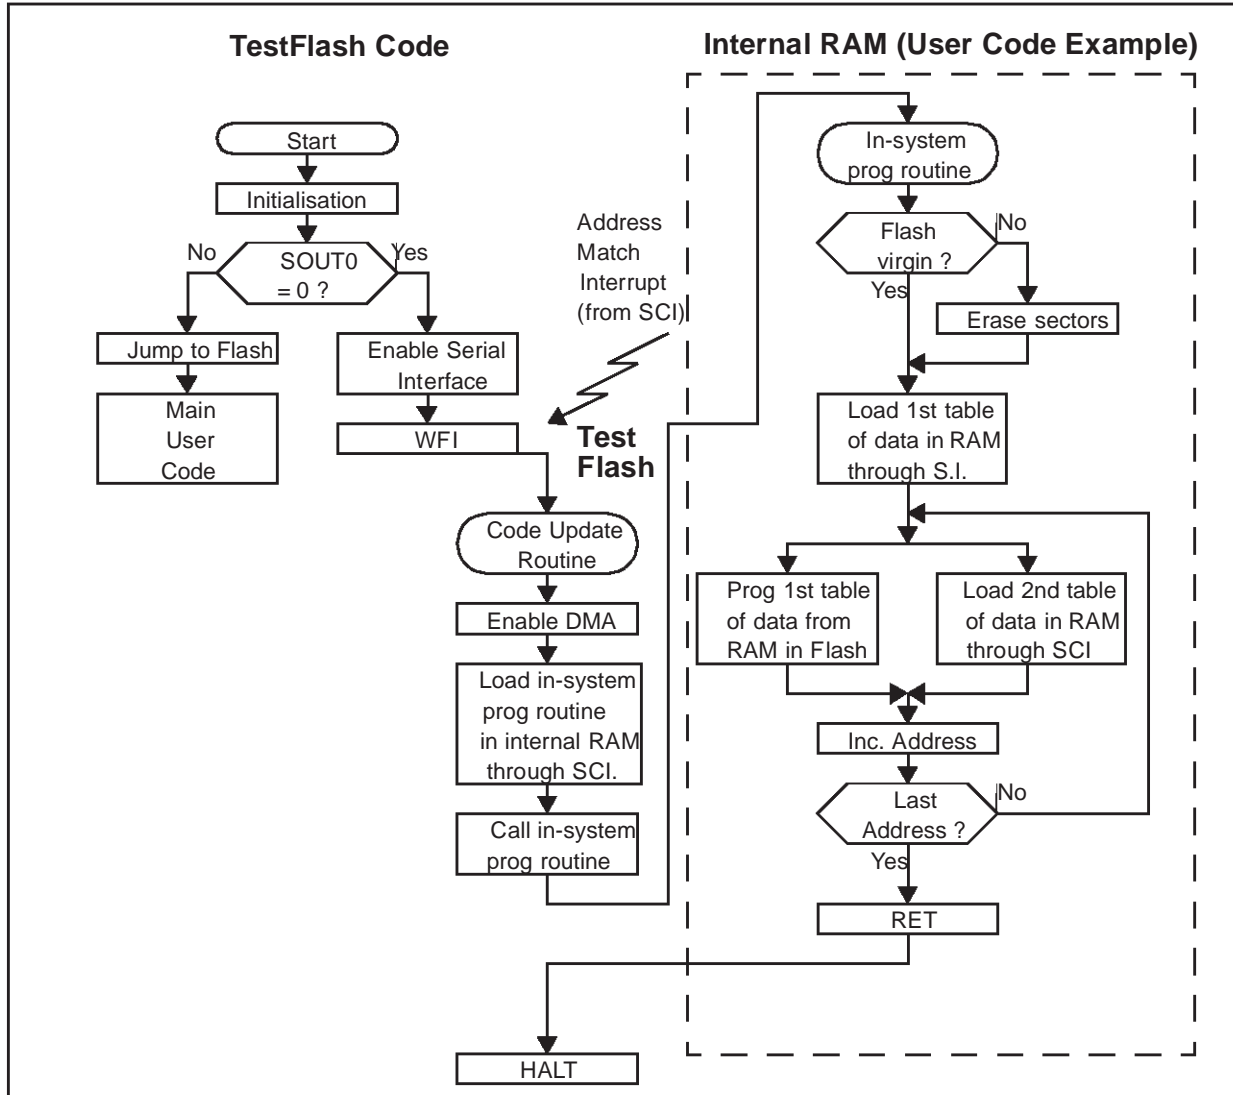 TestFlash Code
Start
Initialisation
No
SOUT0
= 0 ?
Yes
Jump to Flash
Main
User
Code
Enable Serial
Interface
WFI
Address
Match
Interrupt
(from SCI)
Test
Flash
Code Update
Routine
Enable DMA
Load in-system
prog routine
in internal RAM
through SCI.
Call in-system
prog routine
HALT
Internal RAM (User Code Example)
In-system
prog routine
Flash
virgin ?
No
Yes
Erase sectors
Load 1st table
of data in RAM
through S.I.
Prog 1st table
of data from
RAM in Flash
Load 2nd table
of data in RAM
through SCI
Inc. Address
Last
Address ?
No
Yes
RET